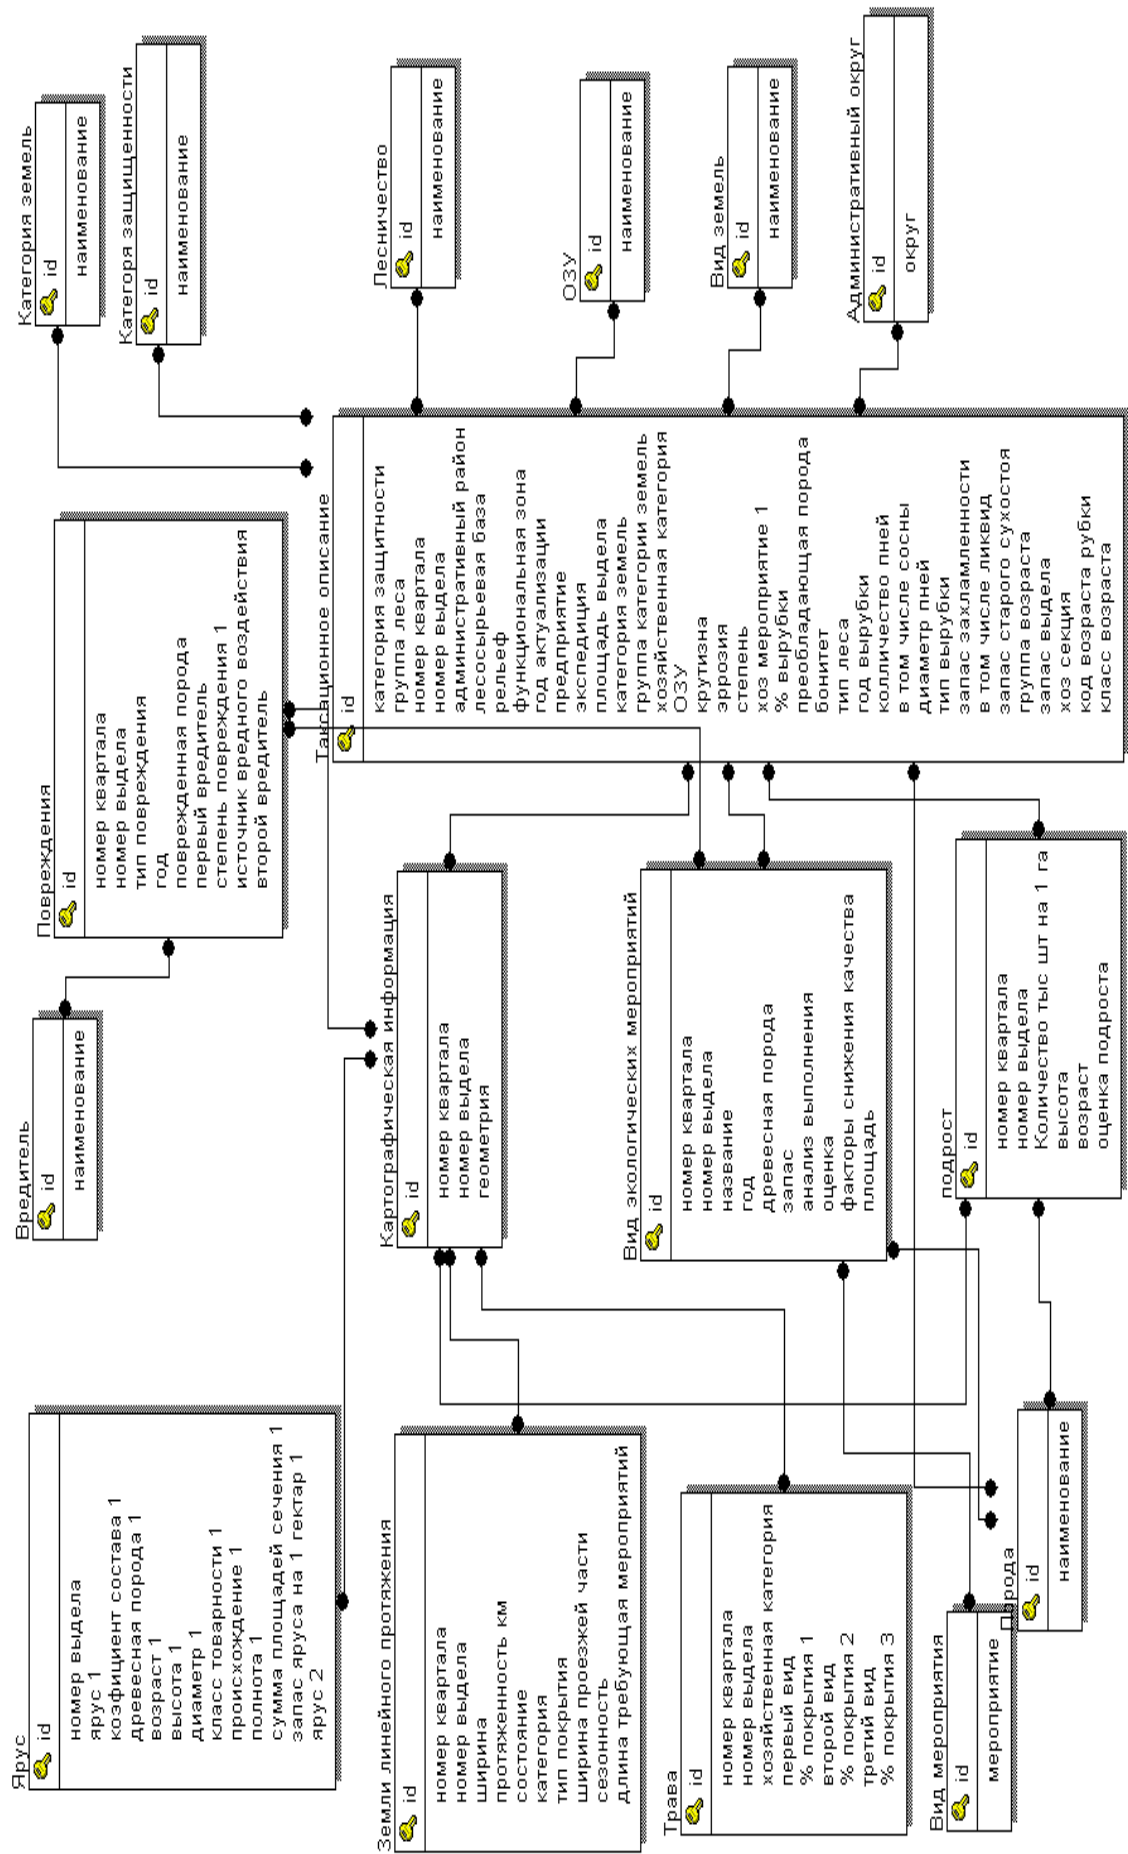 Ярус
id
номер выдела
ярус 1
коэфициент состава 1
древесная порода 1
возраст 1
высота 1
диаметр 1
класс товарности 1
происхождение 1
полнота 1
сумма площадей сечения 1
запас яруса на 1 гектар 1
ярус 2
Вредитель
id
наименование
Повреждения
id
номер квартала
номер выдела
тип повреждения
год
поврежденная порода
первый вредитель
степень повреждения 1
источник вредного воздействия
второй вредитель
Категория земель
id
наименование
Категоря защищенности
id
наименование
Земли линейного протяжения
id
номер квартала
номер выдела
ширина
протяженность км
состояние
категория
тип покрытия
ширина проезжей части
сезонность
длина требующая мероприятий
Картографическая информация
id
номер квартала
номер выдела
геометрия
Таксационное описание
id
категория защитности
группа леса
номер квартала
номер выдела
административный район
лесосырьевая база
рельеф
функциональная зона
год актуализации
предприятие
экспедиция
площадь выдела
категория земель
группа категории земель
хозяйственная категория
ОЗУ
крутизна
эррозия
степень
хоз мероприятие 1
% вырубки
преобладающая порода
бонитет
тип леса
год вырубки
количество пней
в том числе сосны
диаметр пней
тип вырубки
запас захламленности
в том числе ликвид
запас старого сухостоя
группа возраста
запас выдела
хоз секция
код возраста рубки
класс возраста
Лесничество
id
наименование
ОЗУ
id
наименование
Вид земель
id
наименование
Административный округ
id
округ
Трава
id
номер квартала
номер выдела
хозяйственная категория
первый вид
% покрытия 1
второй вид
% покрытия 2
третий вид
% покрытия 3
Вид экологических мероприятий
id
номер квартала
номер выдела
название
год
древесная порода
запас
анализ выполнения
оценка
факторы снижения качества
площадь
Вид мероприятия
id
мероприятие
Порода
id
наименование
подрост
id
номер квартала
номер выдела
Количество тыс шт на 1 га
высота
возраст
оценка подроста